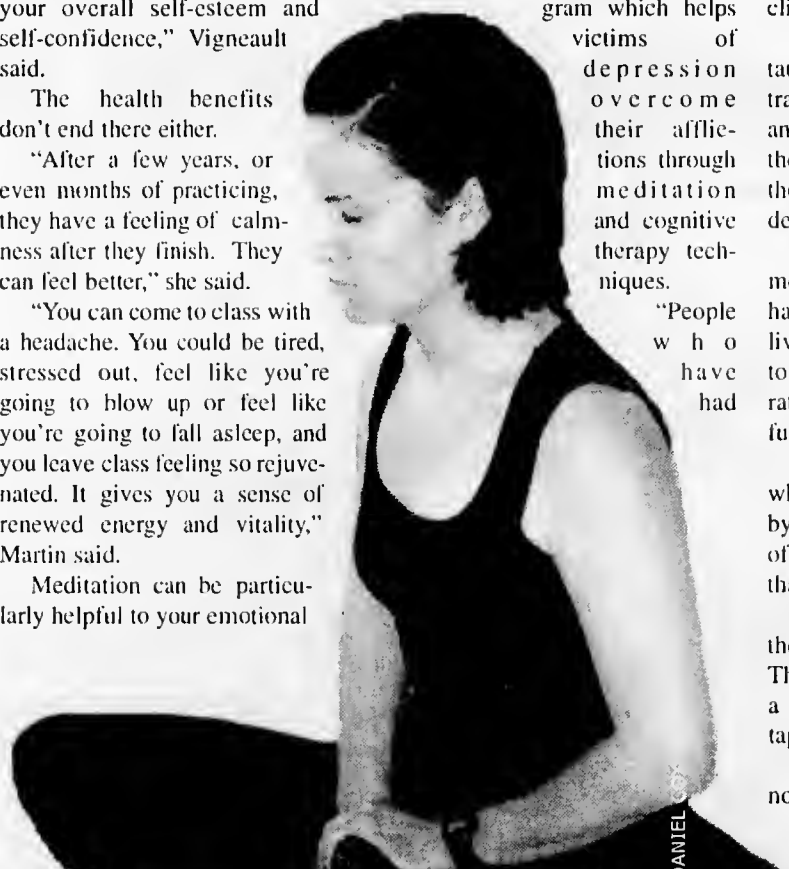 your overall self-esteem and
self-confidence," Vigneault
said.
The health benefits
don't end there either.
"After a few years, or
even months of practicing,
they have a feeling of calm-
ness after they finish. They
can feel better," she said.
"You can come to class with
a headache. You could be tired,
stressed out, feel like you're
going to blow up or feel like
you're going to fall asleep, and
you leave class feeling so rejuve-
nated. It gives you a sense of
renewed energy and vitality,"
Martin said.
Meditation can be particu-
larly helpful to your emotional
gram which helps
victims of
depression
overcome
their afflic-
tions through
meditation
and cognitive
therapy tech-
niques.
"People
who
have
had
DANIEL